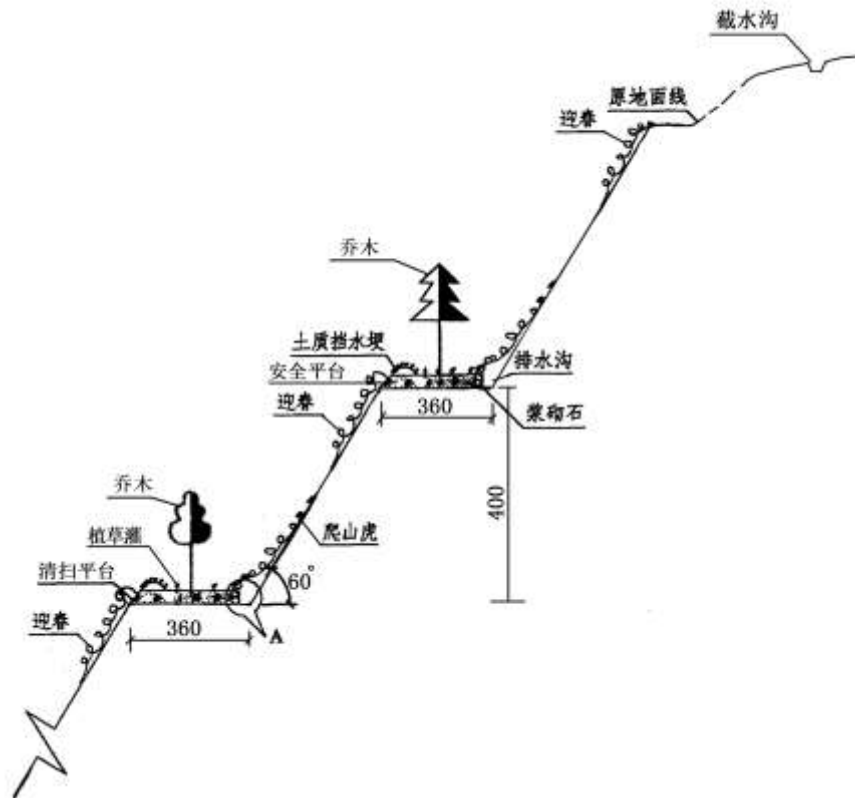 截水沟
原地面线
迎春
乔木
土质挡水埂
安全平台
排水沟
360
浆砌石
迎春
400
乔木
植草灌
爬山虎
清扫平台
60°
迎春
360
A